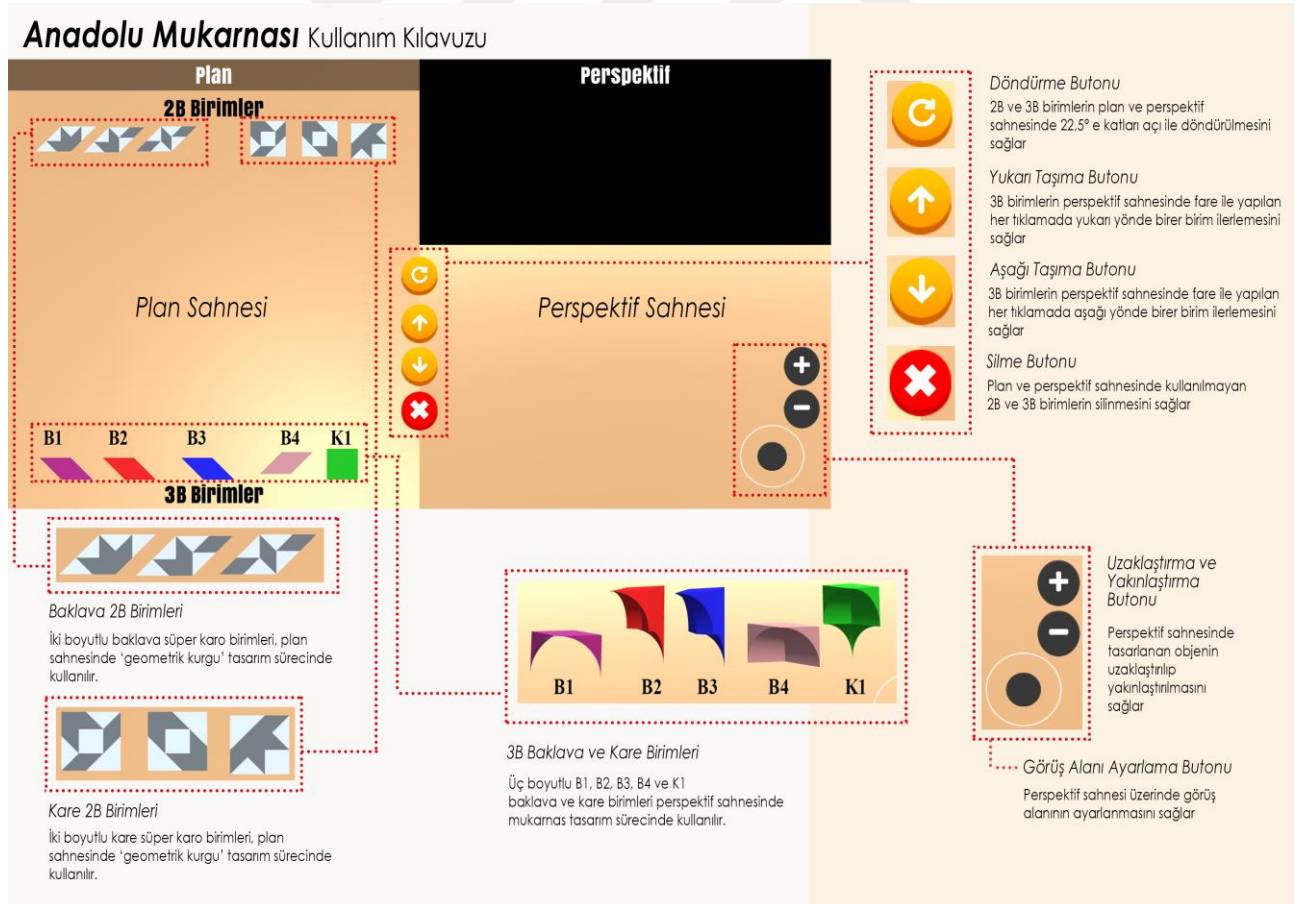 Anadolu Mukarnası Kullanım Kılavuzu
Plan
Perspektif
2B Birimler
Plan Sahnesi
Perspektif Sahnesi
B1 B2 B3 B4 K1
3B Birimler
Döndürme Butonu
2B ve 3B birimlerin plan ve perspektif
sahnesinde 22,5° e katları açı ile döndürülmesini
sağlar
Yukarı Taşıma Butonu
3B birimlerin perspektif sahnesinde fare ile yapılan
her tıklamada yukarı yönde birer birim ilerlemesini
sağlar
Aşağı Taşıma Butonu
3B birimlerin perspektif sahnesinde fare ile yapılan
her tıklamada aşağı yönde birer birim ilerlemesini
sağlar
Silme Butonu
Plan ve perspektif sahnesinde kullanılmayan
2B ve 3B birimlerin silinmesini sağlar
Baklava 2B Birimleri
İki boyutlu baklava süper karo birimleri, plan
sahnesinde ‘geometrik kurgu’ tasarım sürecinde
kullanılır.
Kare 2B Birimleri
İki boyutlu kare süper karo birimleri, plan
sahnesinde ‘geometrik kurgu’ tasarım sürecinde
kullanılır.
B1 B2 B3 B4 K1
3B Baklava ve Kare Birimleri
Üç boyutlu B1, B2, B3, B4 ve K1
baklava ve kare birimleri perspektif sahnesinde
mukarnas tasarım sürecinde kullanılır.
Uzaklaştırma ve
Yakınlaştırma
Butonu
Perspektif sahnesinde
tasarlanan objenin
uzaklaştırılıp
yakınlaştırılmasını
sağlar
Görüş Alanı Ayarlama Butonu
Perspektif sahnesi üzerinde görüş
alanının ayarlanmasını sağlar